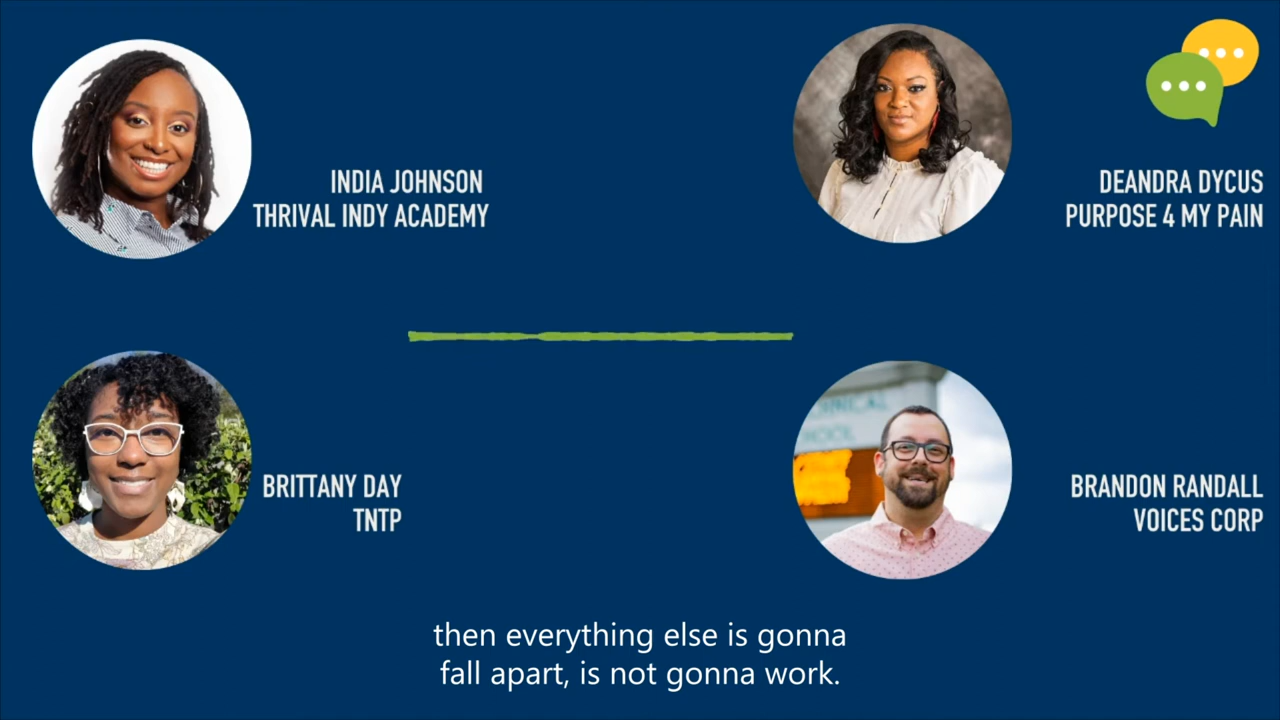 INDIA JOHNSON
THRIVAL INDY ACADEMY
DEANDRA DYCUS
PURPOSE 4 MY PAIN
BRITTANY DAY
TNTP
BRANDON RANDALL
VOICES CORP
then everything else is gonna
fall apart, is not gonna work.